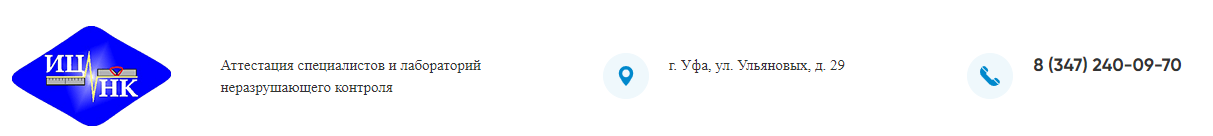 ИЦ
НК
Аттестация специалистов и лабораторий
неразрушающего контроля
г. Уфа, ул. Ульяновых, д. 29
8 (347) 240-09-70